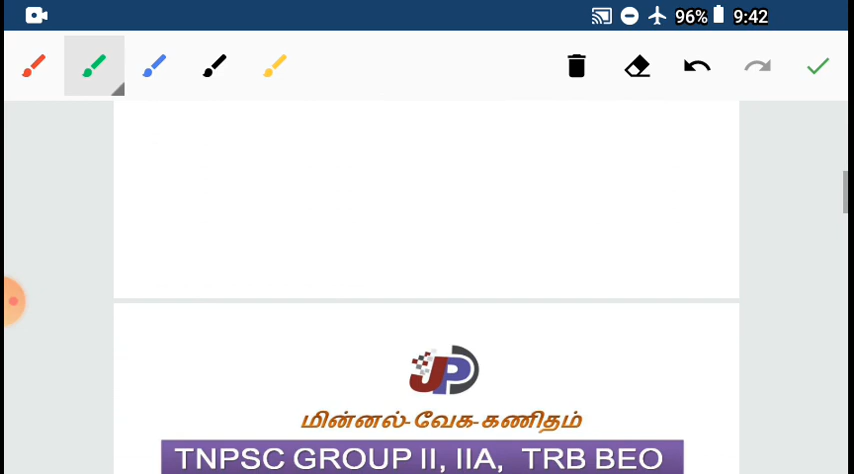 96% 9:42
JP
மின்னல்-வேக-கணிதம்
TNPSC GROUP II, IIA, TRB BEO